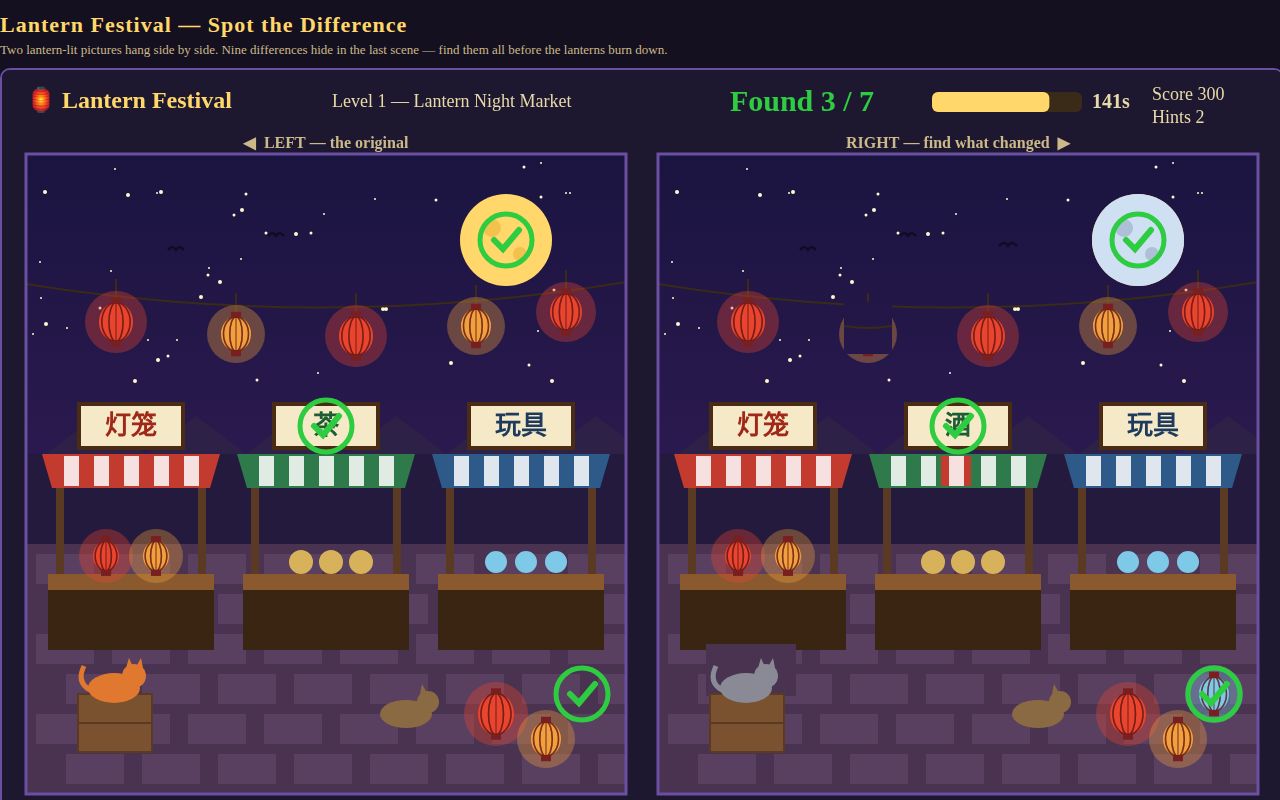 Lantern Festival — Spot the Difference
Two lantern-lit pictures hang side by side. Nine differences hide in the last scene — find them all before the lanterns burn down.
🏮 Lantern Festival
Level 1 — Lantern Night Market
Found 3 / 7
141s
Score 300
Hints 2
◀ LEFT — the original
RIGHT — find what changed ▶
灯笼
茶
玩具
灯笼
酒
玩具